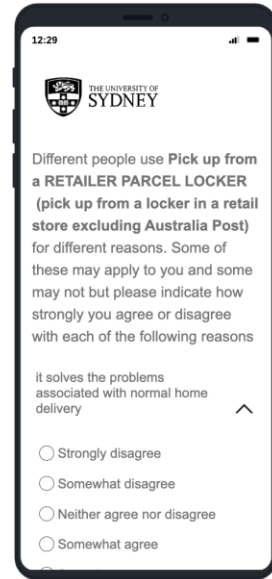 12:29
THE UNIVERSITY OF
SYDNEY
Different people use Pick up from
a RETAILER PARCEL LOCKER
(pick up from a locker in a retail
store excluding Australia Post)
for different reasons. Some of
these may apply to you and some
may not but please indicate how
strongly you agree or disagree
with each of the following reasons
it solves the problems
associated with normal home
delivery
Strongly disagree
Somewhat disagree
Neither agree nor disagree
Somewhat agree